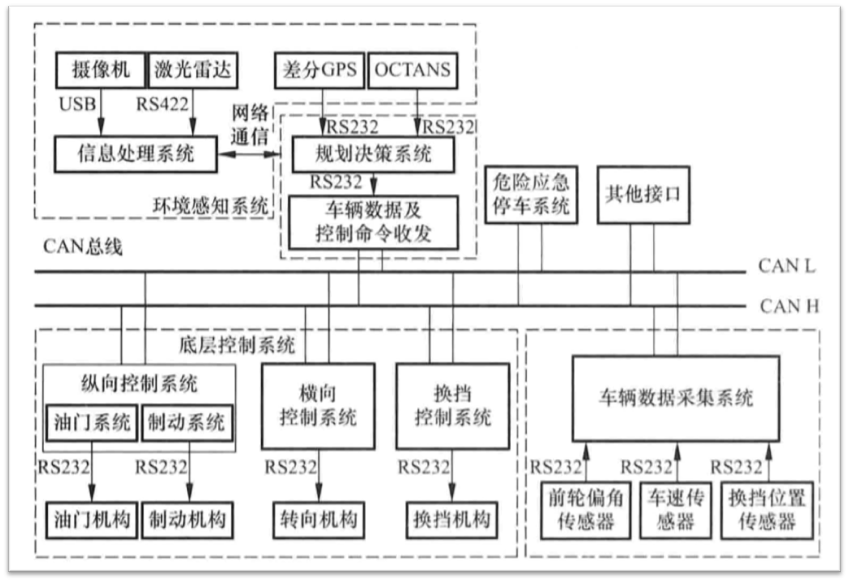 摄像机
激光雷达
差分GPS
OCTANS
USB
RS422
网络
通信
RS232
RS232
信息处理系统
规划决策系统
RS232
环境感知系统
车辆数据及
控制命令收发
危险应急
停车系统
其他接口
CAN总线
CAN L
CAN H
底层控制系统
纵向控制系统
油门系统
制动系统
横向
控制系统
换挡
控制系统
车辆数据采集系统
RS232
RS232
RS232
RS232
RS232
RS232
RS232
油门机构
制动机构
转向机构
换挡机构
前轮偏角
传感器
车速传
感器
换挡位置
传感器